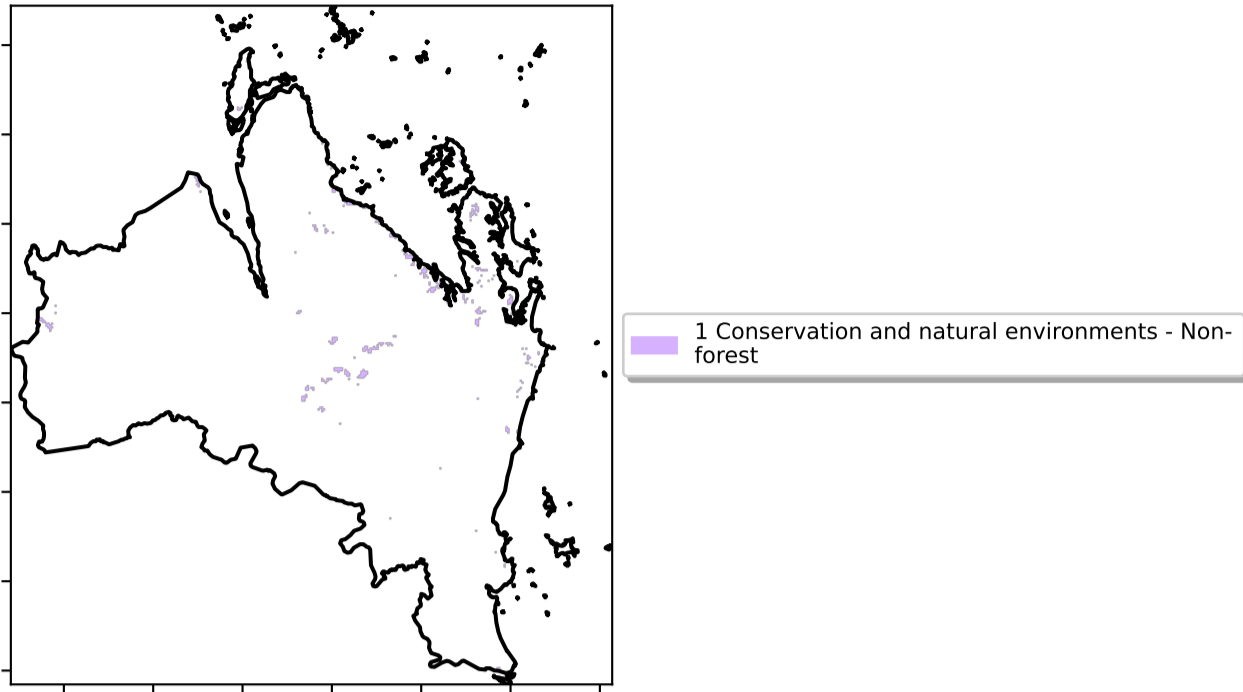 1 Conservation and natural environments - Non-
forest